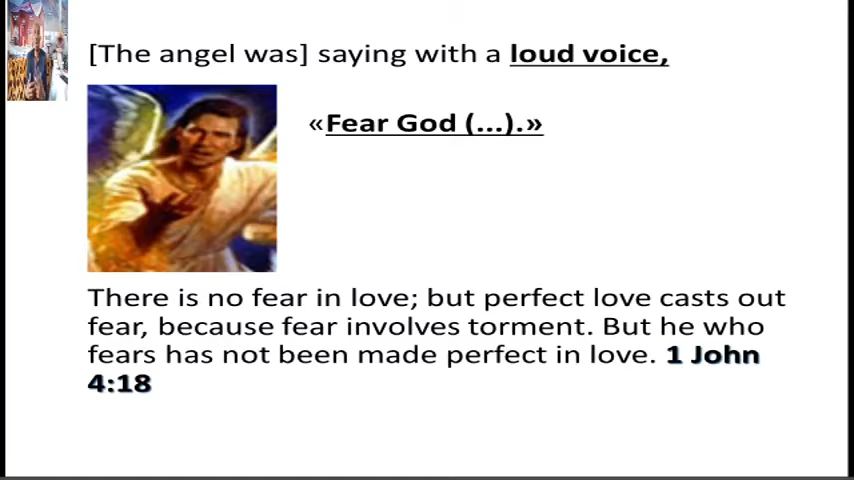 [The angel was] saying with a loud voice,
«Fear God (...).»
There is no fear in love; but perfect love casts out
fear, because fear involves torment. But he who
fears has not been made perfect in love. 1 John
4:18